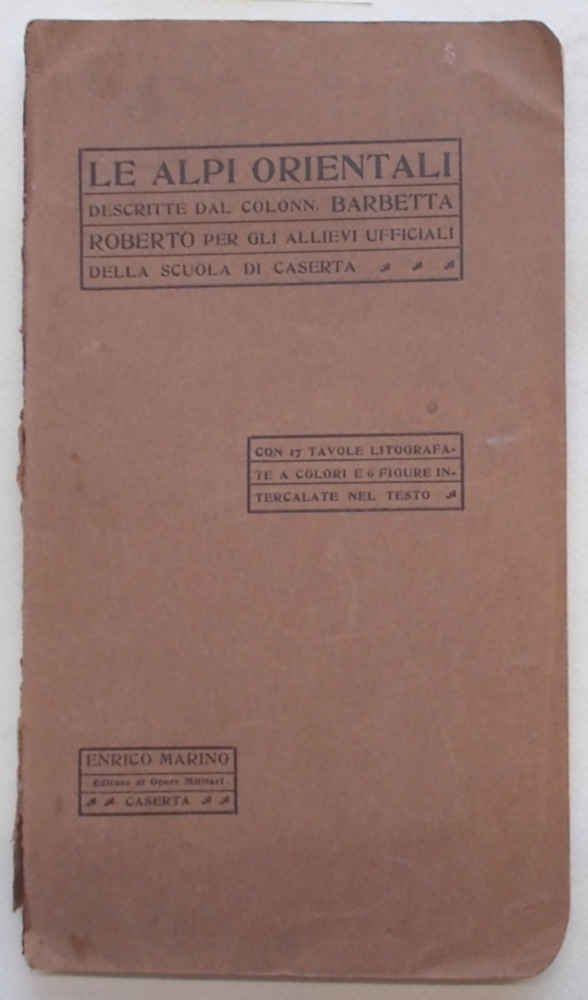 LE ALPI ORIENTALI
DESCRITTE DAL COLONN. BARBETTA
ROBERTO PER GLI ALLIEVI UFFICIALI
DELLA SCUOLA DI CASERTA
CON 17 TAVOLE LITOGRAFA-
TE A COLORI E 6 FIGURE IN-
TERCALATE NEL TESTO
ENRICO MARINO
Editore di Opere Militari
CASERTA